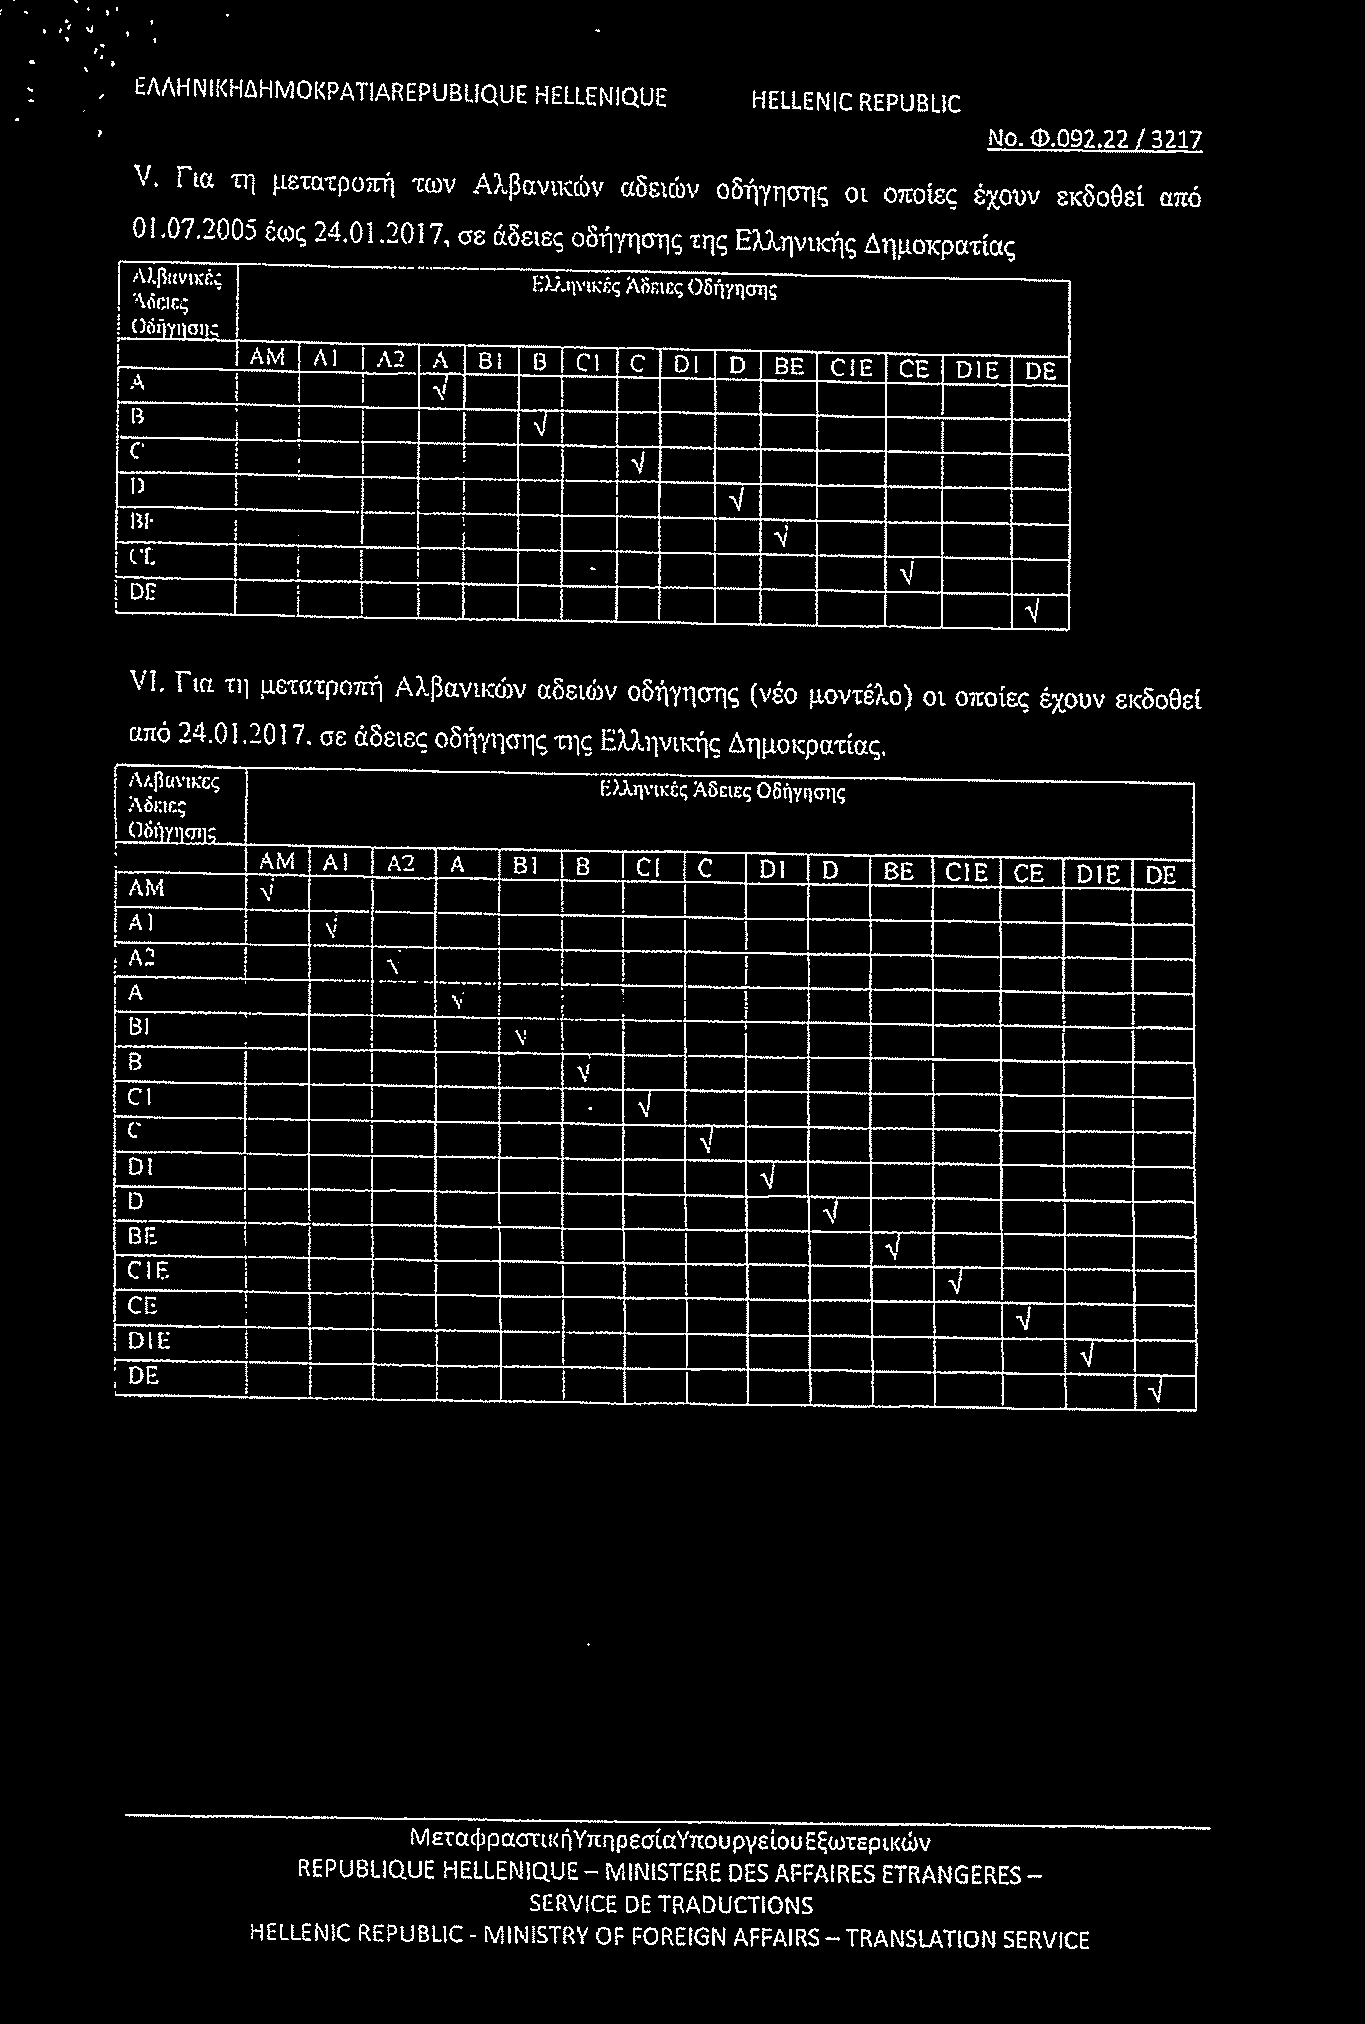 ΕΛΛΗΝΙΚΗΔΗΜΟΚΡΑΤΙΑREPUBLIQUE HELLENIQUE HELLENIC REPUBLIC
No. Φ.092.22 / 3217
V. Για τη μετατροπή των Αλβανικών αδειών οδήγησης οι οποίες έχουν εκδοθεί από
01.07.2005 έως 24.01.2017, σε άδειες οδήγησης της Ελληνικής Δημοκρατίας
Αλβανικές Άδειες Οδήγησης Ελληνικές Άδειες Οδήγησης
AM A1 A2 A B1 B C1 C D1 D BE C1E CE D1E DE
A √
B √
C √
D √
BE √
CE √
DE √
VI. Για τη μετατροπή Αλβανικών αδειών οδήγησης (νέο μοντέλο) οι οποίες έχουν εκδοθεί
από 24.01.2017, σε άδειες οδήγησης της Ελληνικής Δημοκρατίας.
Αλβανικές Άδειες Οδήγησης Ελληνικές Άδειες Οδήγησης
AM A1 A2 A B1 B C1 C D1 D BE C1E CE D1E DE
AM √
A1 √
A2 √
A √
B1 √
B √
C1 √
C √
D1 √
D √
BE √
C1E √
CE √
D1E √
DE √
ΜεταφραστικήΥπηρεσίαΥπουργείουΕξωτερικών
REPUBLIQUE HELLENIQUE – MINISTERE DES AFFAIRES ETRANGERES –
SERVICE DE TRADUCTIONS
HELLENIC REPUBLIC - MINISTRY OF FOREIGN AFFAIRS – TRANSLATION SERVICE